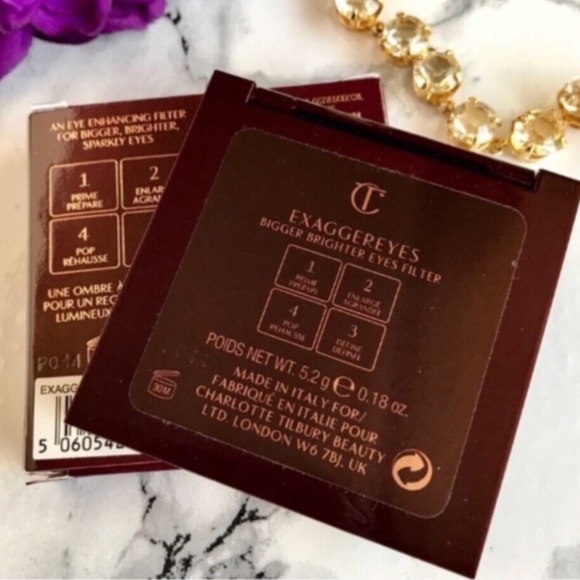 AN EYE ENHANCING FILTER
FOR BIGGER, BRIGHTER,
SPARKLY EYES
1
PRIME
PRÉPARE
2
ENLAR
AGRAN
4
POP
RÉHAUSSE
UNE OMBRE À
POUR UN REG
LUMINEUX
EXAGG
5 06054
CT
EXAGGEREYES
BIGGER BRIGHTER EYES FILTER
1
PRIME
PRÉPARE
2
ENLARGE
AGRANDIT
4
POP
REHAUSSE
3
DEFINE
DÉFINIT
POIDS NET WT. 5.2g e 0.18 oz.
MADE IN ITALY FOR/
FABRIQUÉ EN ITALIE POUR
CHARLOTTE TILBURY BEAUTY
LTD. LONDON W6 7BJ. UK